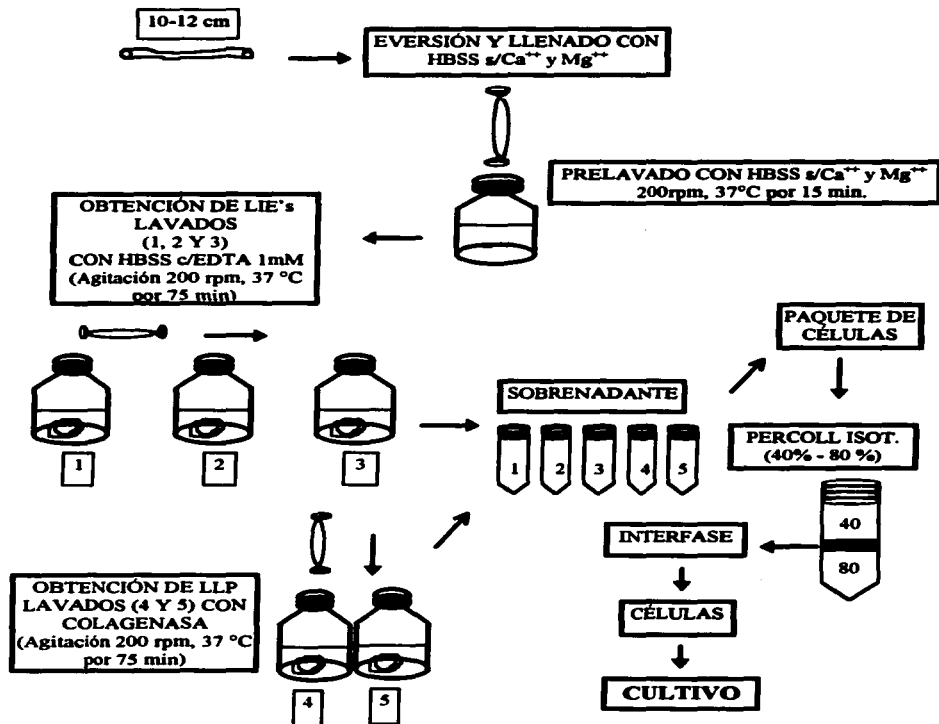 10-12 cm
EVERSIÓN Y LLENADO CON
HBSS s/Ca++ y Mg++
PRELAVADO CON HBSS s/Ca++ y Mg++
200rpm, 37°C por 15 min.
OBTENCIÓN DE LIE's
LAVADOS
(1, 2 Y 3)
CON HBSS c/EDTA 1mM
(Agitación 200 rpm, 37 °C
por 75 min)
1
2
3
SOBRENADANTE
1
2
3
4
5
PAQUETE DE
CÉLULAS
PERCOLL ISOT.
(40% - 80 %)
40
80
INTERFASE
CÉLULAS
CULTIVO
OBTENCIÓN DE LLP
LAVADOS (4 Y 5) CON
COLAGENASA
(Agitación 200 rpm, 37 °C
por 75 min)
4
5